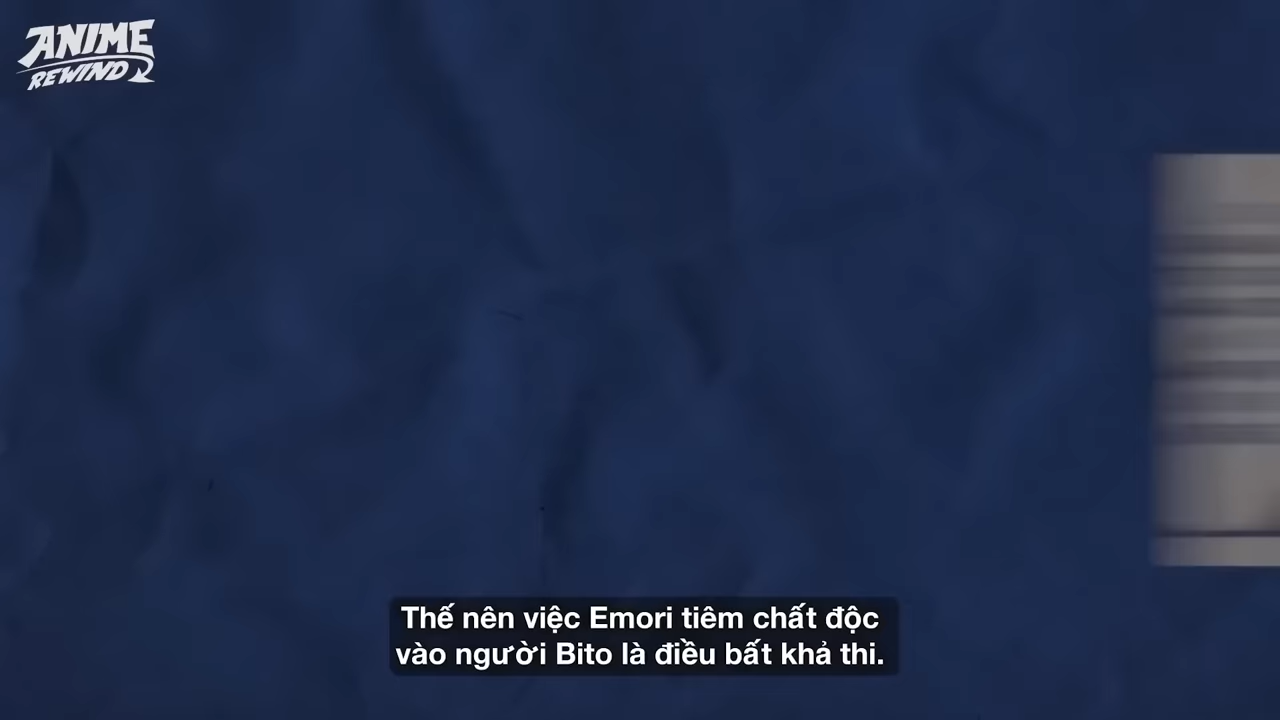 ANIME
REWIND
Thế nên việc Emori tiêm chất độc
vào người Bito là điều bất khả thi.